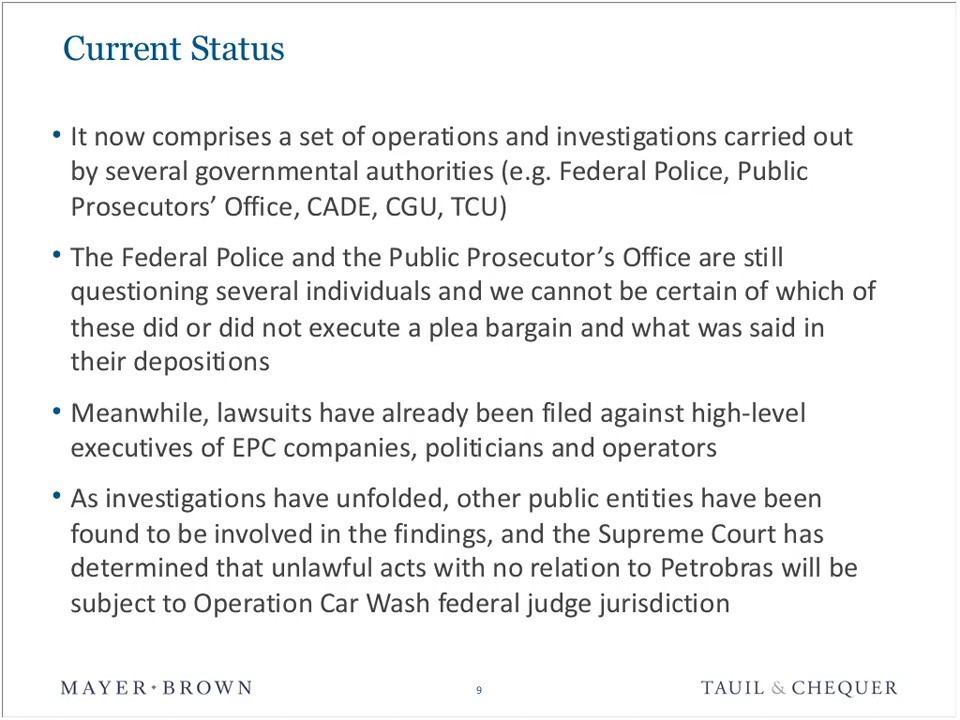 Current Status
• It now comprises a set of operations and investigations carried out
by several governmental authorities (e.g. Federal Police, Public
Prosecutors’ Office, CADE, CGU, TCU)
• The Federal Police and the Public Prosecutor’s Office are still
questioning several individuals and we cannot be certain of which of
these did or did not execute a plea bargain and what was said in
their depositions
• Meanwhile, lawsuits have already been filed against high-level
executives of EPC companies, politicians and operators
• As investigations have unfolded, other public entities have been
found to be involved in the findings, and the Supreme Court has
determined that unlawful acts with no relation to Petrobras will be
subject to Operation Car Wash federal judge jurisdiction
MAYER • BROWN
9
TAUIL & CHEQUER